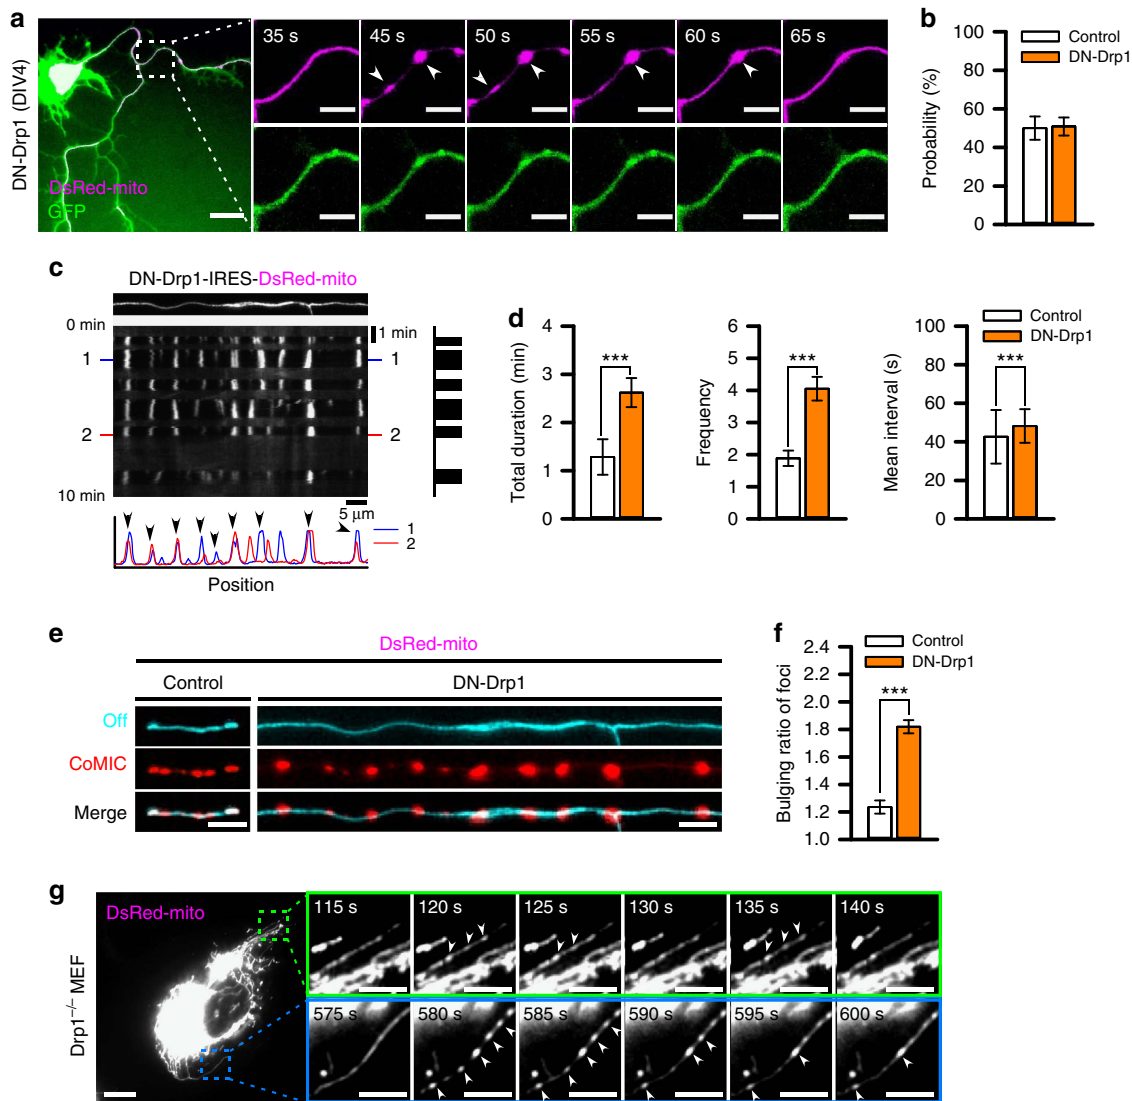 a
DN-Drp1 (DIV4)
DsRed-mito
GFP
35 s
45 s
50 s
55 s
60 s
65 s
b
Control
DN-Drp1
Probability (%)
100
80
60
40
20
0
c
DN-Drp1-IRES-DsRed-mito
0 min
1 min
1
1
2
2
10 min
5 μm
1
2
Position
d
Total duration (min)
4
3
2
1
0
***
Frequency
6
5
4
3
2
1
0
***
Control
DN-Drp1
Mean interval (s)
100
80
60
40
20
0
***
e
DsRed-mito
Control
DN-Drp1
Off
CoMIC
Merge
f
Control
DN-Drp1
Bulging ratio of foci
2.4
2.2
2.0
1.8
1.6
1.4
1.2
1.0
***
g
Drp1–/– MEF
DsRed-mito
115 s
120 s
125 s
130 s
135 s
140 s
575 s
580 s
585 s
590 s
595 s
600 s